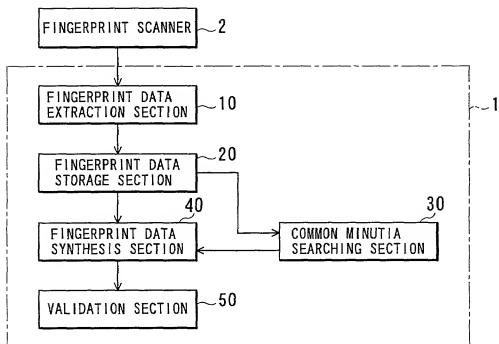 FINGERPRINT SCANNER
2
1
FINGERPRINT DATA
EXTRACTION SECTION
10
FINGERPRINT DATA
STORAGE SECTION
20
FINGERPRINT DATA
SYNTHESIS SECTION
40
COMMON MINUTIA
SEARCHING SECTION
30
VALIDATION SECTION
50